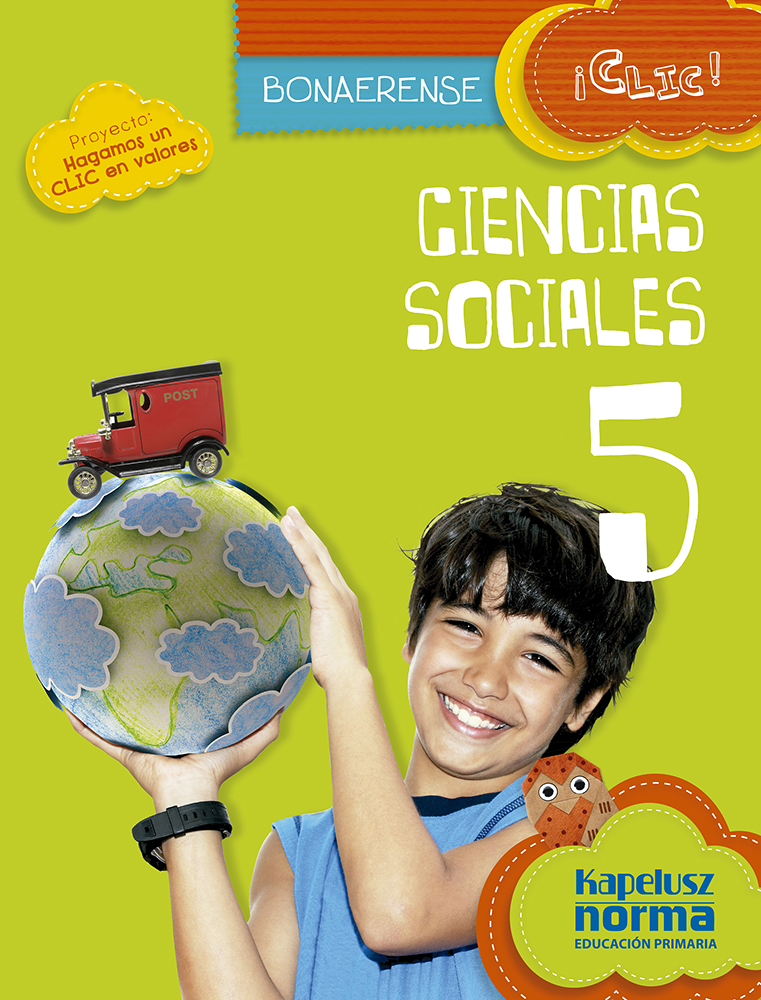 BONAERENSE
¡CLIC!
Proyecto:
Hagamos un
CLIC en valores
CIENCIAS
SOCIALES
5
POST
Kapelusz
norma
EDUCACIÓN PRIMARIA